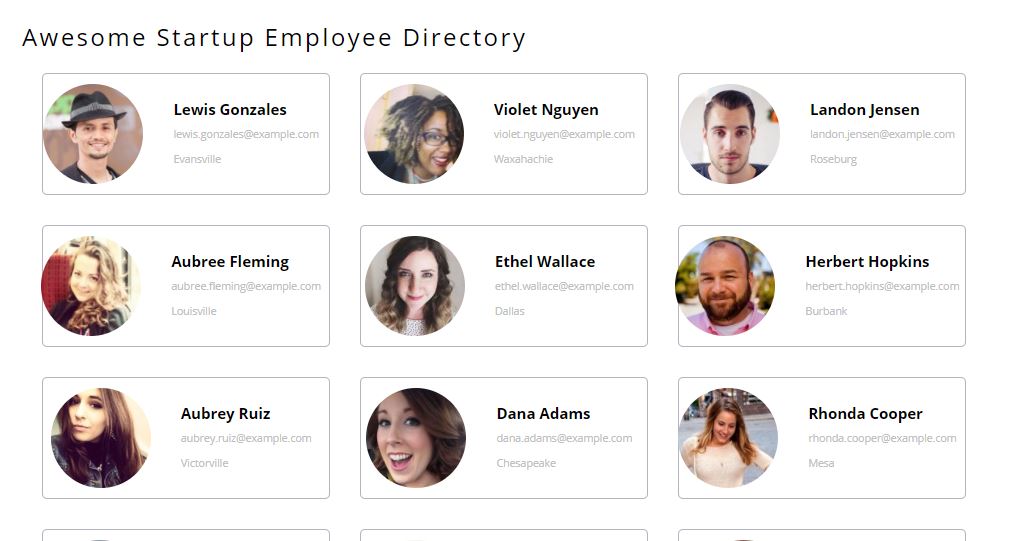 Awesome Startup Employee Directory
Lewis Gonzales
lewis.gonzales@example.com
Evansville
Violet Nguyen
violet.nguyen@example.com
Waxahachie
Landon Jensen
landon.jensen@example.com
Roseburg
Aubree Fleming
aubree.fleming@example.com
Louisville
Ethel Wallace
ethel.wallace@example.com
Dallas
Herbert Hopkins
herbert.hopkins@example.com
Burbank
Aubrey Ruiz
aubrey.ruiz@example.com
Victorville
Dana Adams
dana.adams@example.com
Chesapeake
Rhonda Cooper
rhonda.cooper@example.com
Mesa